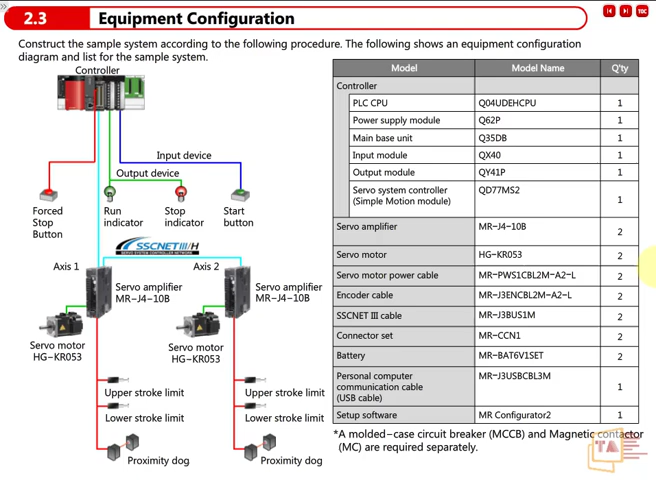 2.3 Equipment Configuration
TOC
Construct the sample system according to the following procedure. The following shows an equipment configuration
diagram and list for the sample system.
Controller
Input device
Output device
Forced
Stop
Button
Run
indicator
Stop
indicator
Start
button
SSCNETIII/H
SERVO SYSTEM CONTROLLER NETWORK
Axis 1
Axis 2
Servo amplifier
MR-J4-10B
Servo amplifier
MR-J4-10B
Servo motor
HG-KR053
Servo motor
HG-KR053
Upper stroke limit
Upper stroke limit
Lower stroke limit
Lower stroke limit
Proximity dog
Proximity dog
Model Model Name Q'ty
Controller
PLC CPU Q04UDEHCPU 1
Power supply module Q62P 1
Main base unit Q35DB 1
Input module QX40 1
Output module QY41P 1
Servo system controller QD77MS2
(Simple Motion module) 1
Servo amplifier MR-J4-10B 2
Servo motor HG-KR053 2
Servo motor power cable MR-PWS1CBL2M-A2-L 2
Encoder cable MR-J3ENCBL2M-A2-L 2
SSCNET III cable MR-J3BUS1M 2
Connector set MR-CCN1 2
Battery MR-BAT6V1SET 2
Personal computer MR-J3USBCBL3M
communication cable 1
(USB cable)
Setup software MR Configurator2 1
*A molded-case circuit breaker (MCCB) and Magnetic contactor
(MC) are required separately.
TA